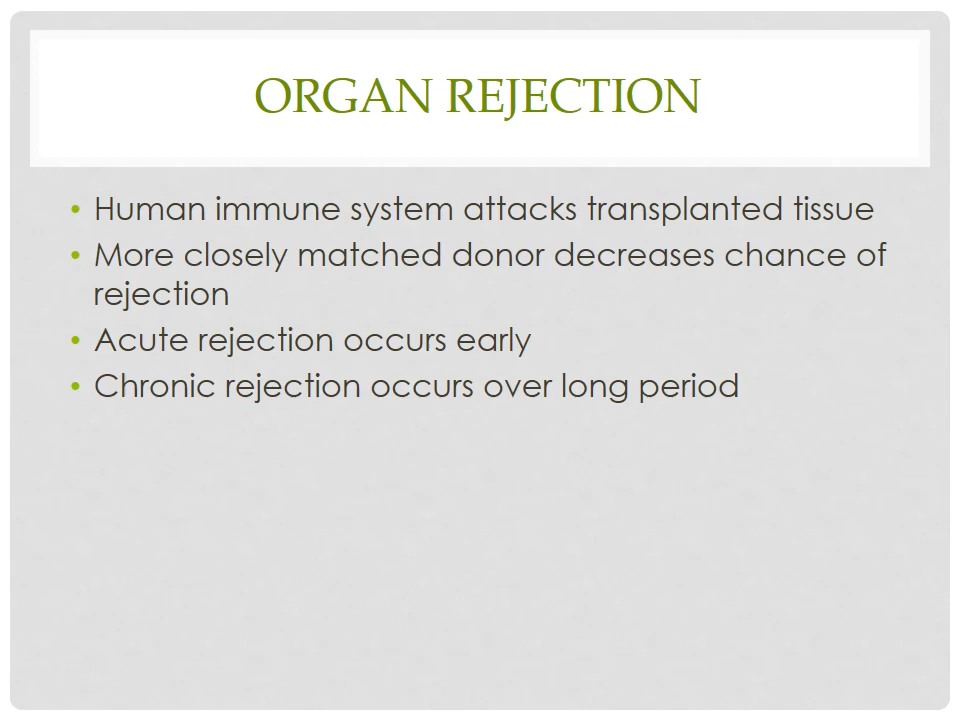 ORGAN REJECTION
• Human immune system attacks transplanted tissue
• More closely matched donor decreases chance of
rejection
• Acute rejection occurs early
• Chronic rejection occurs over long period